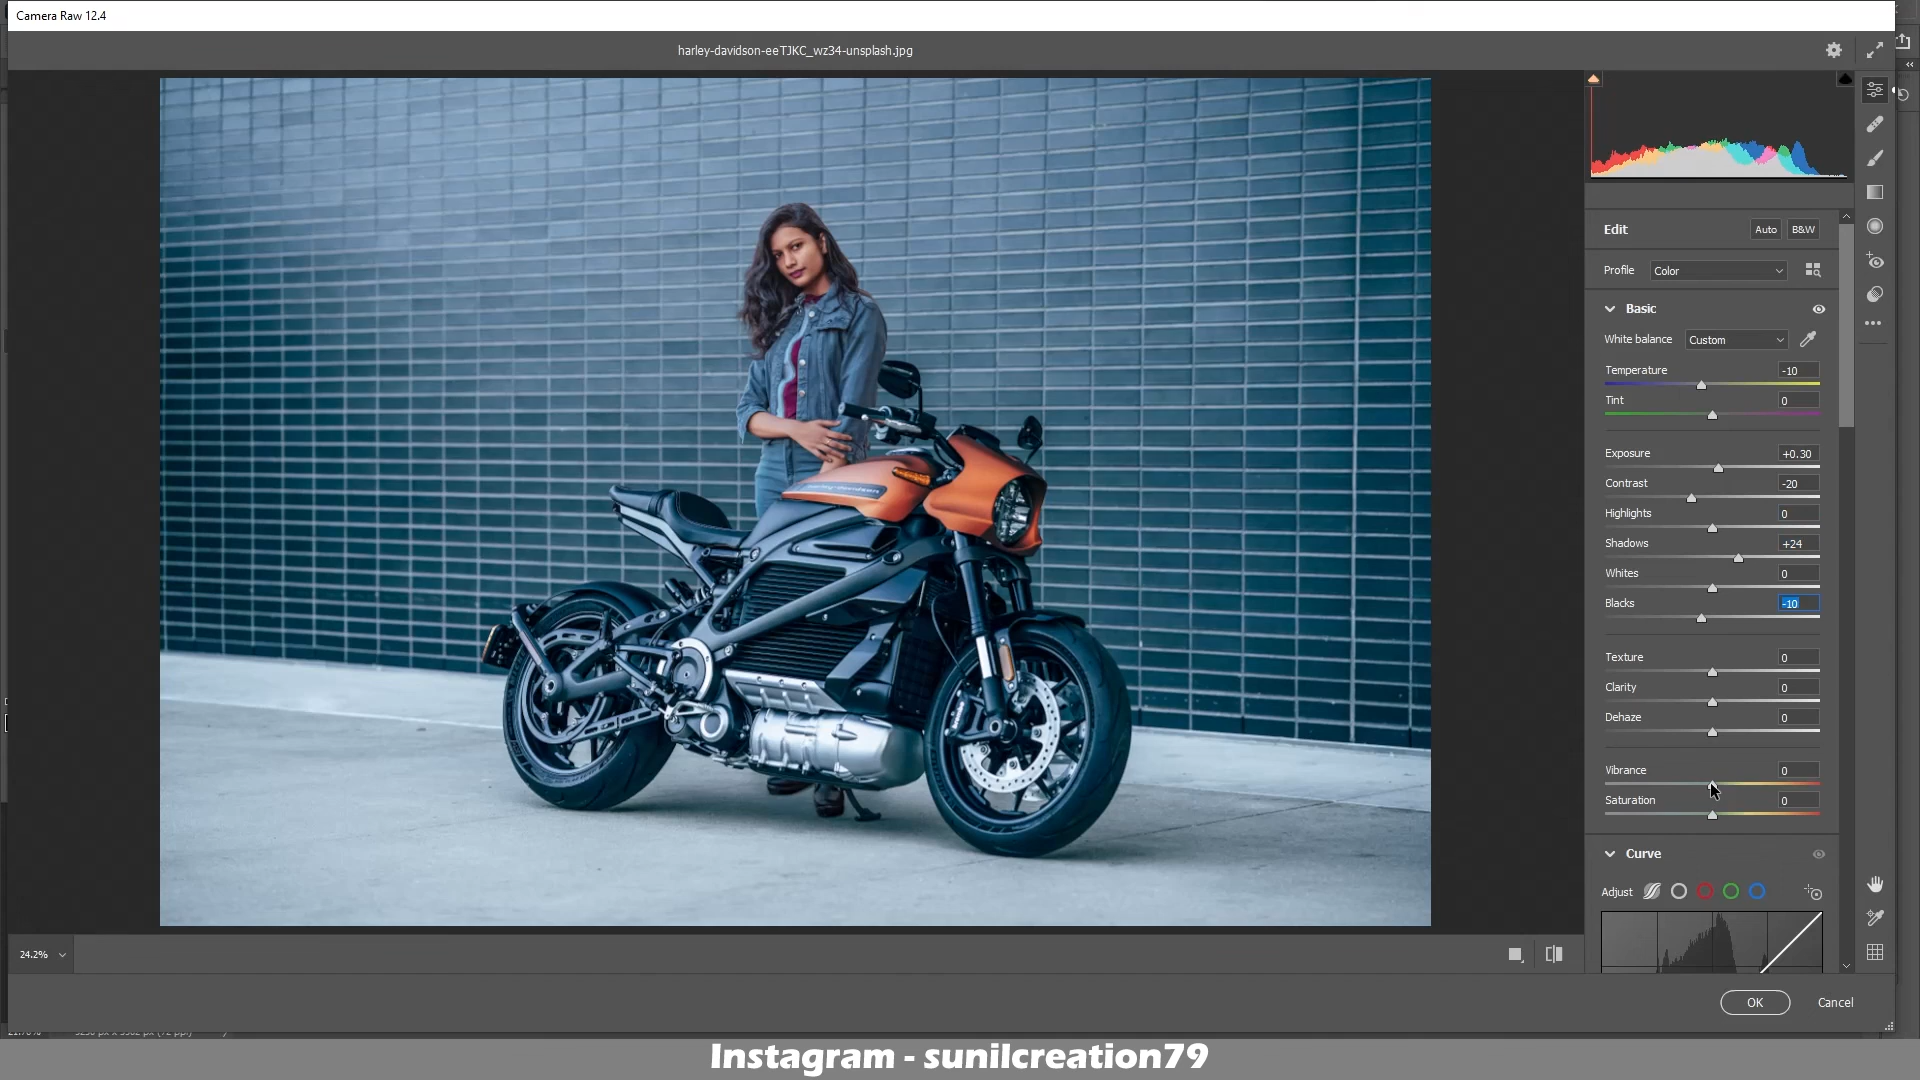 Camera Raw 12.4
harley-davidson-eeTJKC_wz34-unsplash.jpg
Edit
Auto
B&W
Profile
Color
Basic
White balance
Custom
Temperature
-10
Tint
0
Exposure
+0.30
Contrast
-20
Highlights
0
Shadows
+24
Whites
0
Blacks
-10
Texture
0
Clarity
0
Dehaze
0
Vibrance
0
Saturation
0
Curve
Adjust
24.2%
OK
Cancel
Instagram - sunilcreation79